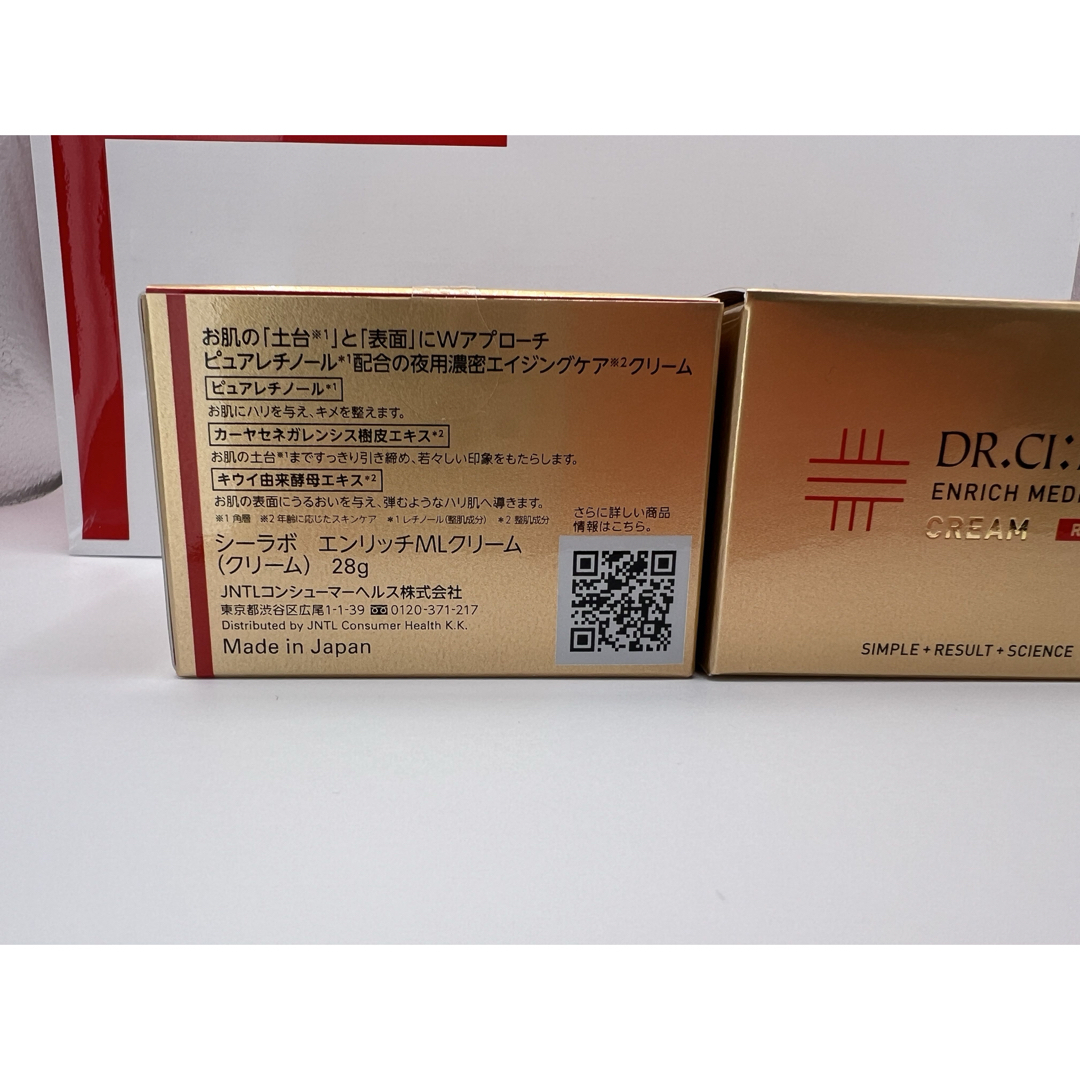 お肌の「土台※1」と「表面」にWアプローチ
ピュアレチノール*1配合の夜用濃密エイジングケア※2クリーム
ピュアレチノール*1
お肌にハリを与え、キメを整えます。
カーヤセネガレンシス樹皮エキス*2
お肌の土台※1まですっきり引き締め、若々しい印象をもたらします。
キウイ由来酵母エキス*2
お肌の表面にうるおいを与え、弾むようなハリ肌へ導きます。
※1 角層 ※2 年齢に応じたスキンケア *1 レチノール(整肌成分) *2 整肌成分
さらに詳しい商品
情報はこちら。
シーラボ エンリッチMLクリーム
(クリーム) 28g
JNTLコンシューマーヘルス株式会社
東京都渋谷区広尾1-1-39 0120-371-217
Distributed by JNTL Consumer Health K.K.
Made in Japan
DR.CI:
ENRICH MEDI
CREAM R
SIMPLE+RESULT+SCIENCE